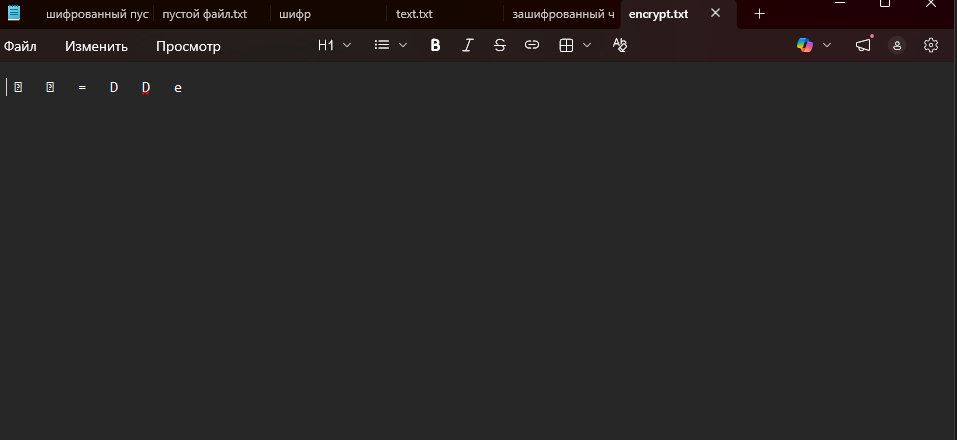 шифрованный пус пустой файл.txt шифр text.txt зашифрованный ч encrypt.txt
Файл Изменить Просмотр H1 B I S
= D D e